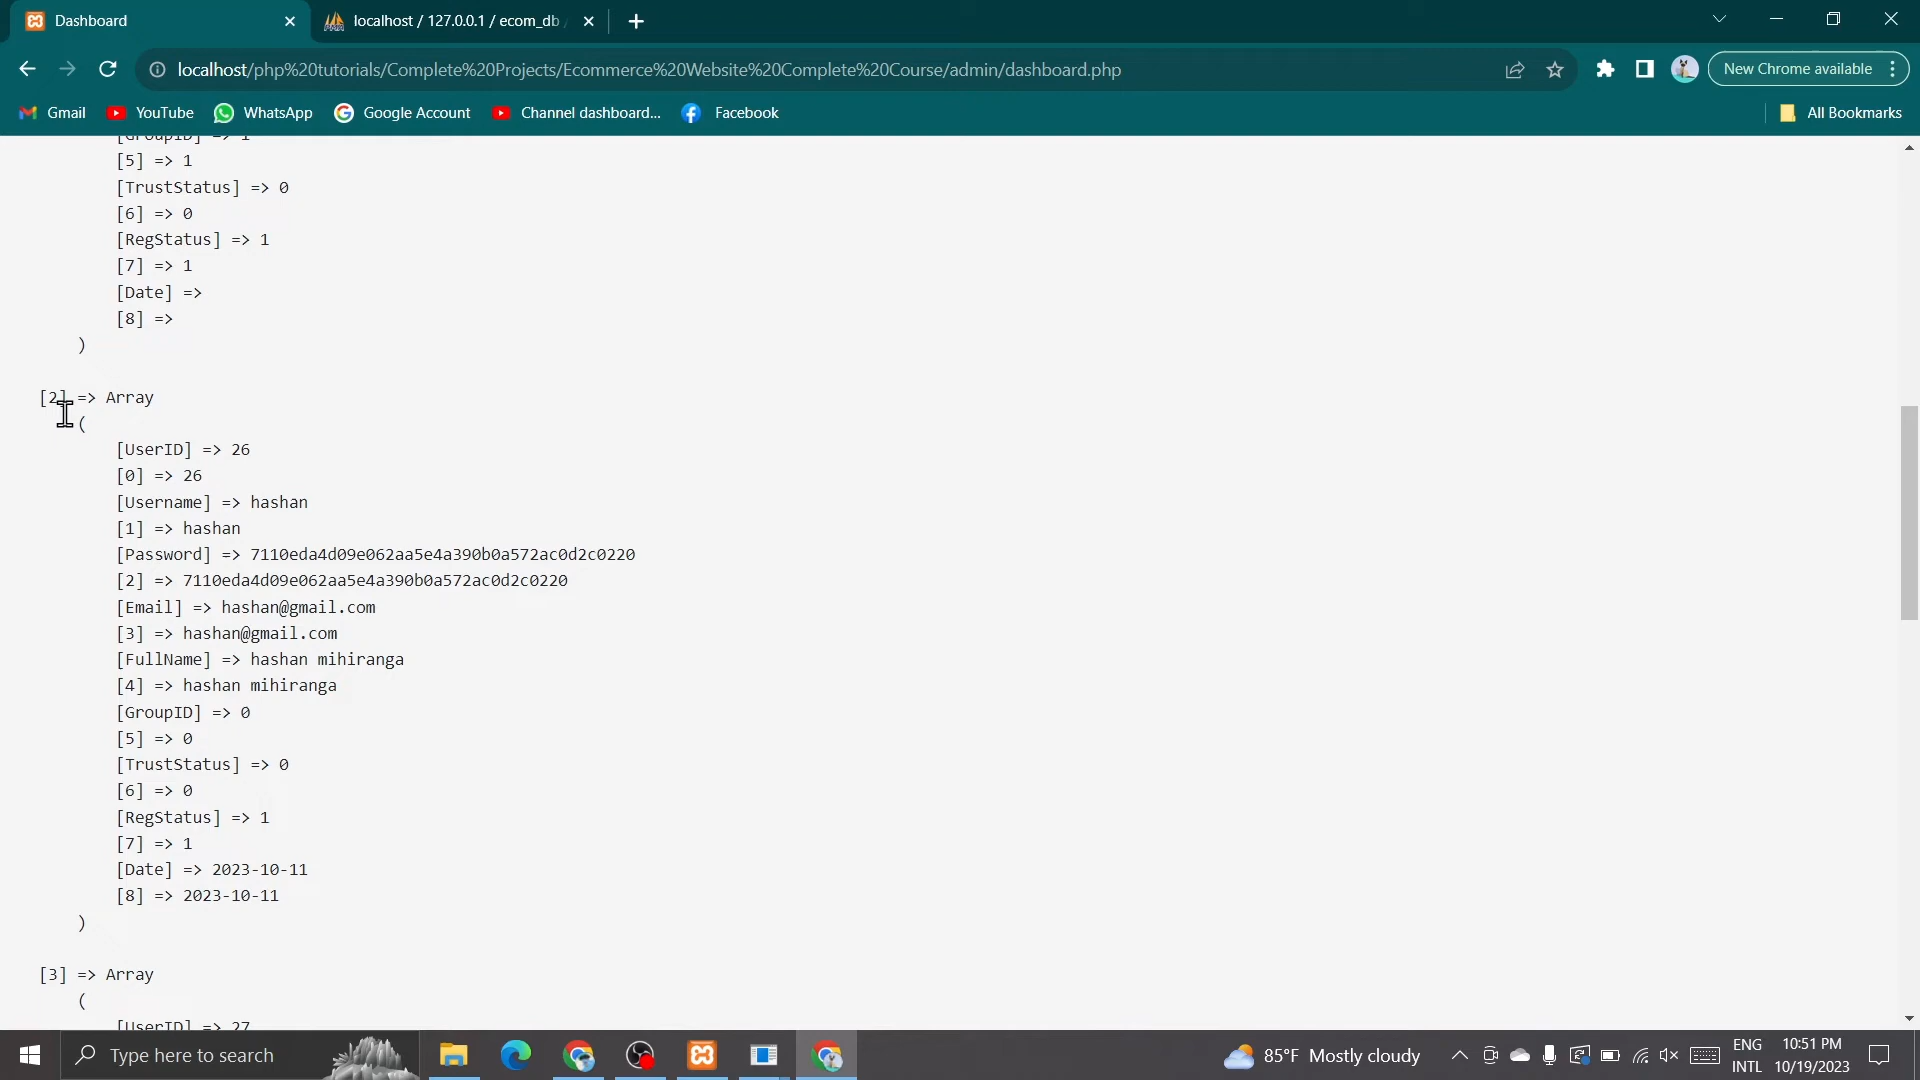 Dashboard
localhost / 127.0.0.1 / ecom_db
localhost/php%20tutorials/Complete%20Projects/Ecommerce%20Website%20Complete%20Course/admin/dashboard.php
New Chrome available
Gmail
YouTube
WhatsApp
Google Account
Channel dashboard...
Facebook
All Bookmarks
[GroupID] => 1
[5] => 1
[TrustStatus] => 0
[6] => 0
[RegStatus] => 1
[7] => 1
[Date] =>
[8] =>
)
[2] => Array
(
[UserID] => 26
[0] => 26
[Username] => hashan
[1] => hashan
[Password] => 7110eda4d09e062aa5e4a390b0a572ac0d2c0220
[2] => 7110eda4d09e062aa5e4a390b0a572ac0d2c0220
[Email] => hashan@gmail.com
[3] => hashan@gmail.com
[FullName] => hashan mihiranga
[4] => hashan mihiranga
[GroupID] => 0
[5] => 0
[TrustStatus] => 0
[6] => 0
[RegStatus] => 1
[7] => 1
[Date] => 2023-10-11
[8] => 2023-10-11
)
[3] => Array
(
[UserID] => 27
Type here to search
85°F Mostly cloudy
ENG
INTL
10:51 PM
10/19/2023